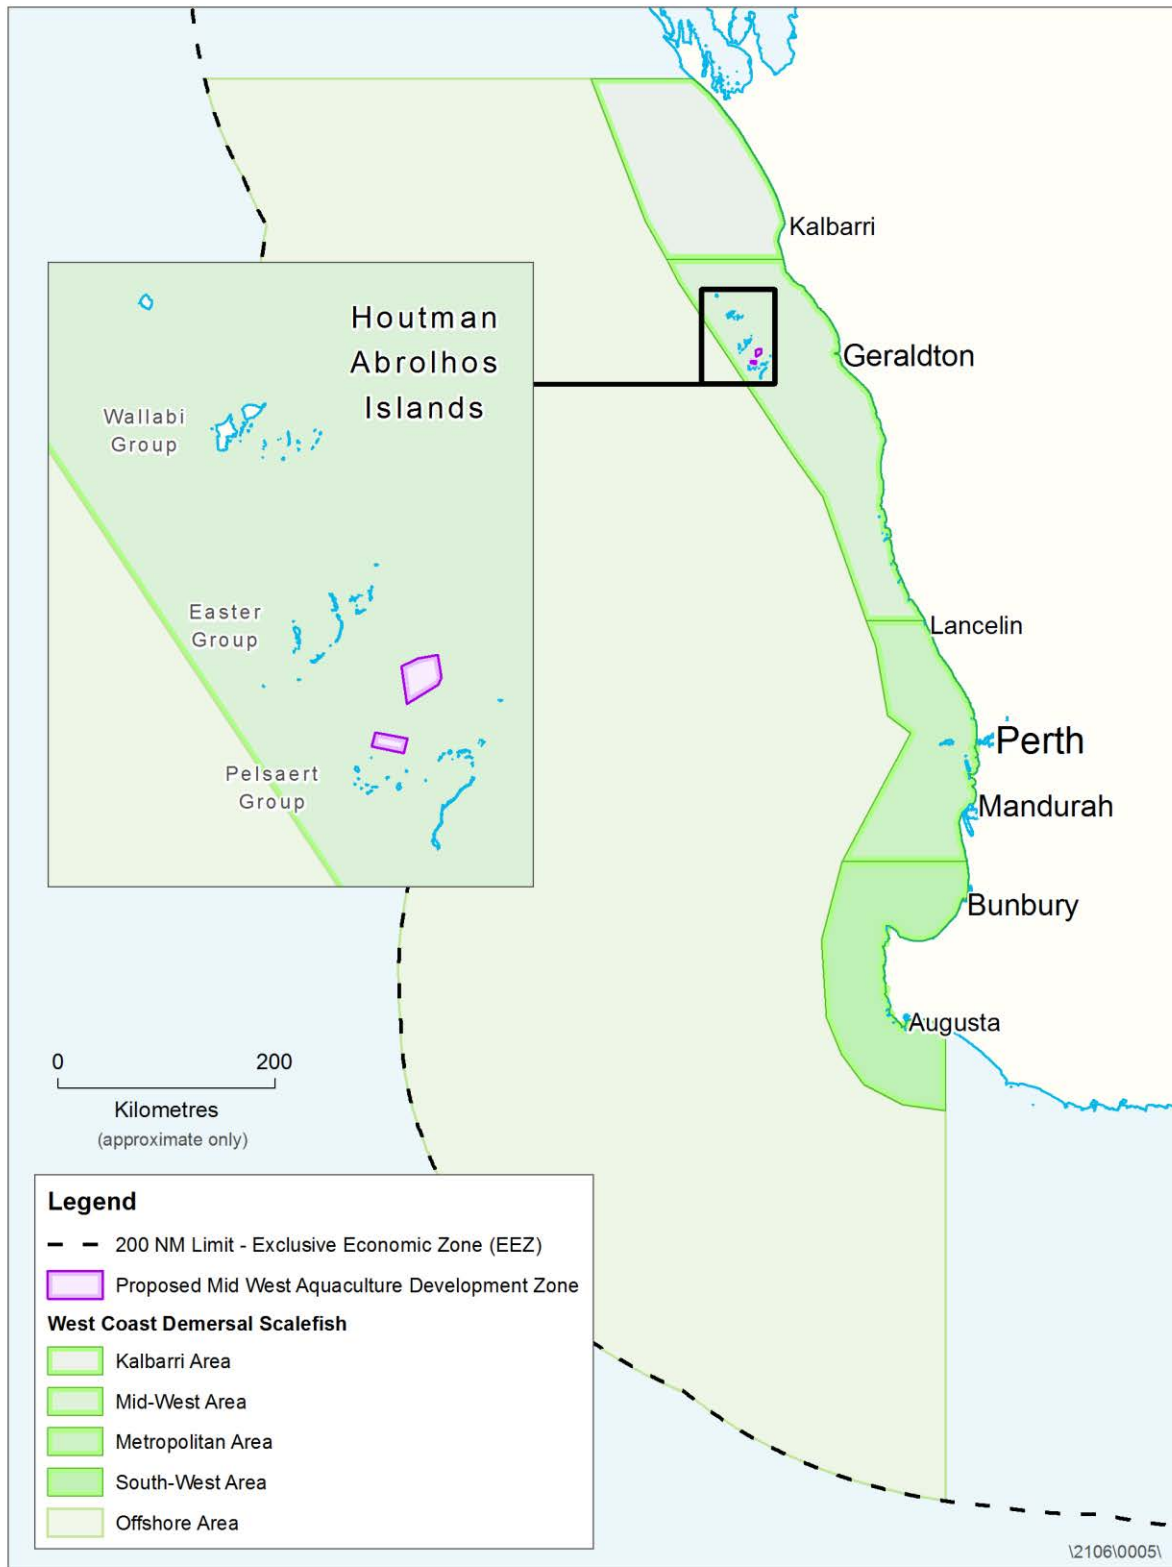 Kalbarri
Houtman
Abrolhos
Islands
Geraldton
Wallabi
Group
Easter
Group
Lancelin
Pelsaert
Group
Perth
Mandurah
Bunbury
Augusta
0 200
Kilometres
(approximate only)
Legend
200 NM Limit - Exclusive Economic Zone (EEZ)
Proposed Mid West Aquaculture Development Zone
West Coast Demersal Scalefish
Kalbarri Area
Mid-West Area
Metropolitan Area
South-West Area
Offshore Area
\2106\0005\